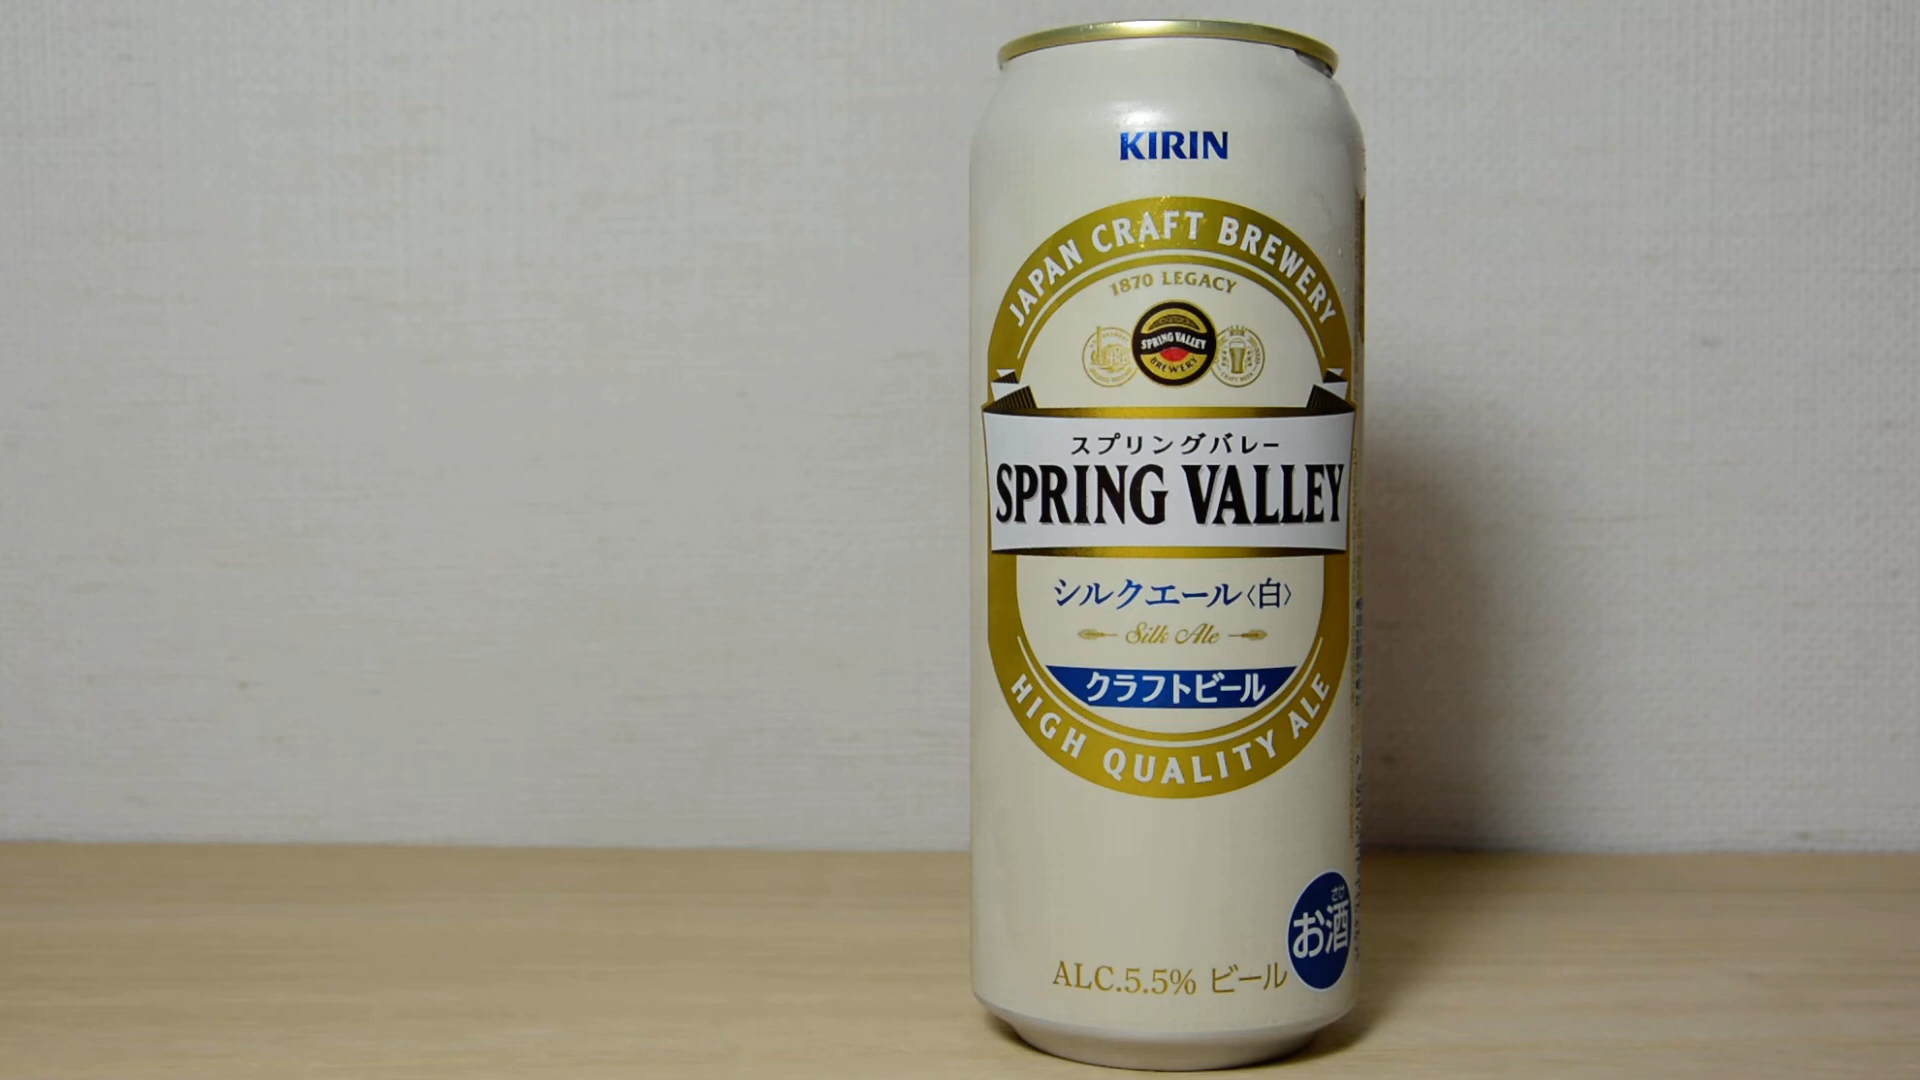 KIRIN
JAPAN CRAFT BREWERY
1870 LEGACY
SPRING VALLEY
BREWERY
スプリングバレー
SPRING VALLEY
シルクエール〈白〉
Silk Ale
クラフトビール
HIGH QUALITY ALE
さけ
お酒
ALC.5.5% ビール